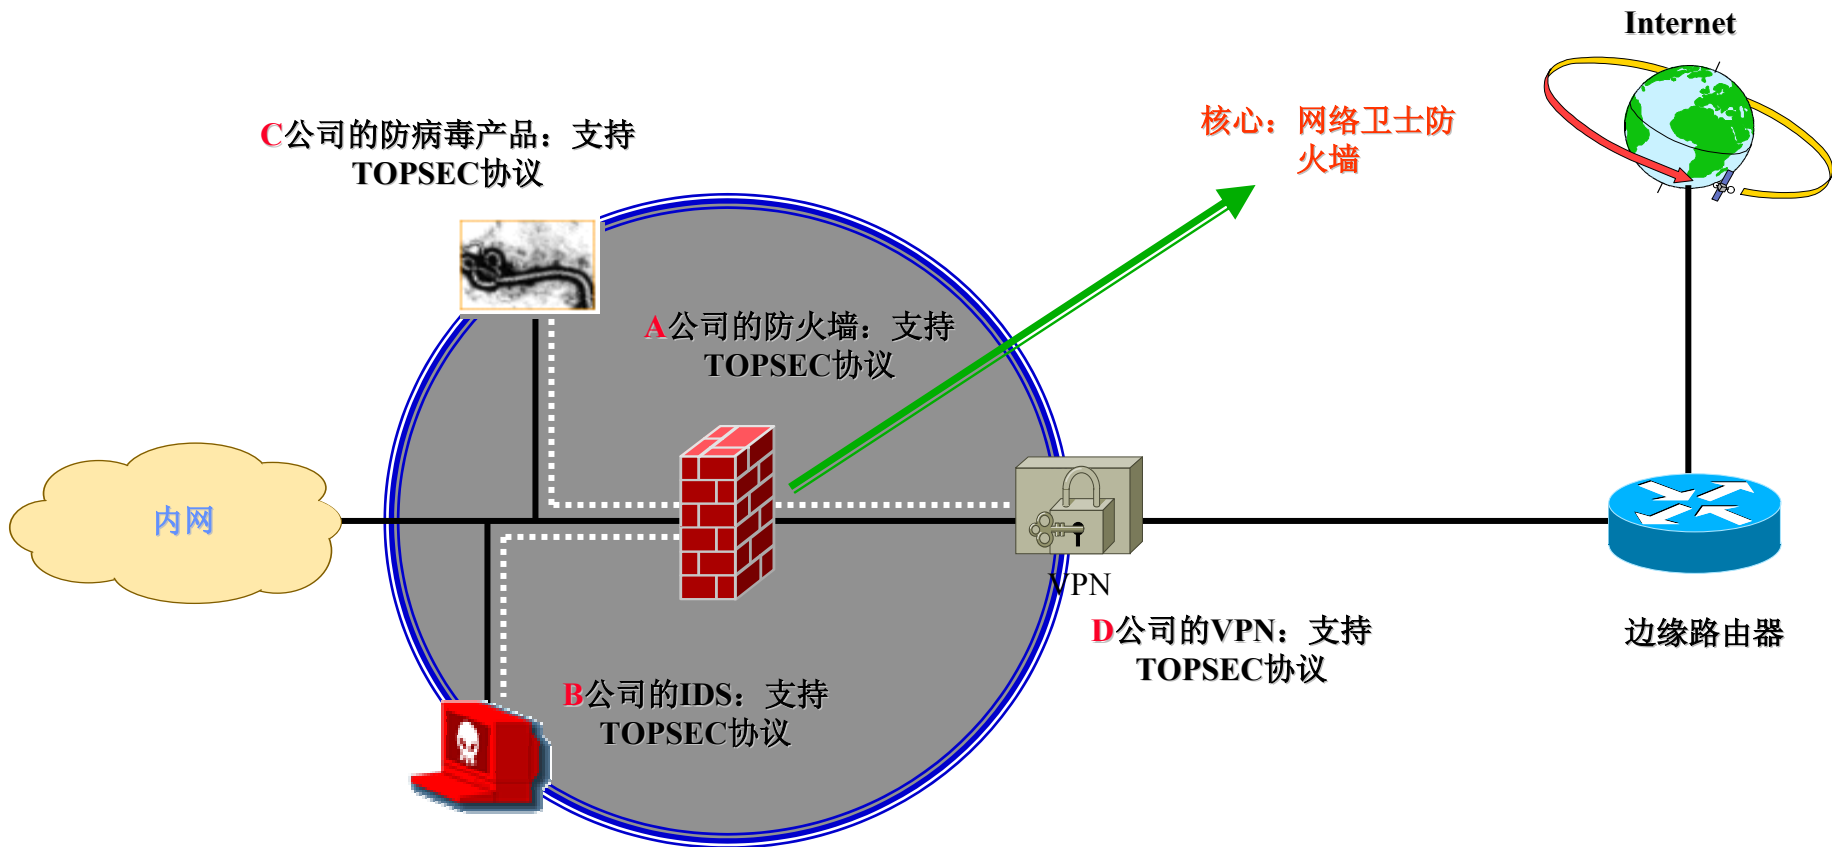 Internet
核心：网络卫士防
火墙
C公司的防病毒产品：支持
TOPSEC协议
A公司的防火墙：支持
TOPSEC协议
内网
VPN
D公司的VPN：支持
TOPSEC协议
边缘路由器
B公司的IDS：支持
TOPSEC协议